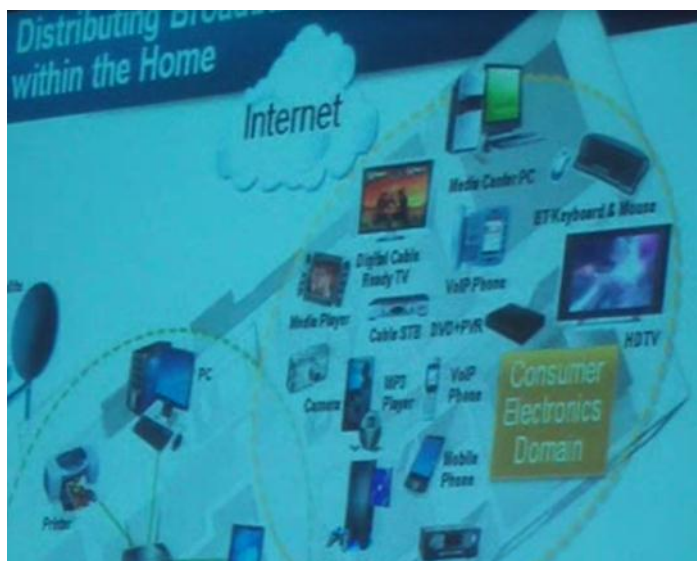 Distributing
within the Home
Internet
Media Center PC
BT Keyboard & Mouse
Digital Cable
Ready TV
VoIP Phone
Media Player
Cable STB
DVD+PVR
HDTV
PC
Camera
MP3
Player
VoIP
Phone
Consumer
Electronics
Domain
Mobile
Phone
Printer